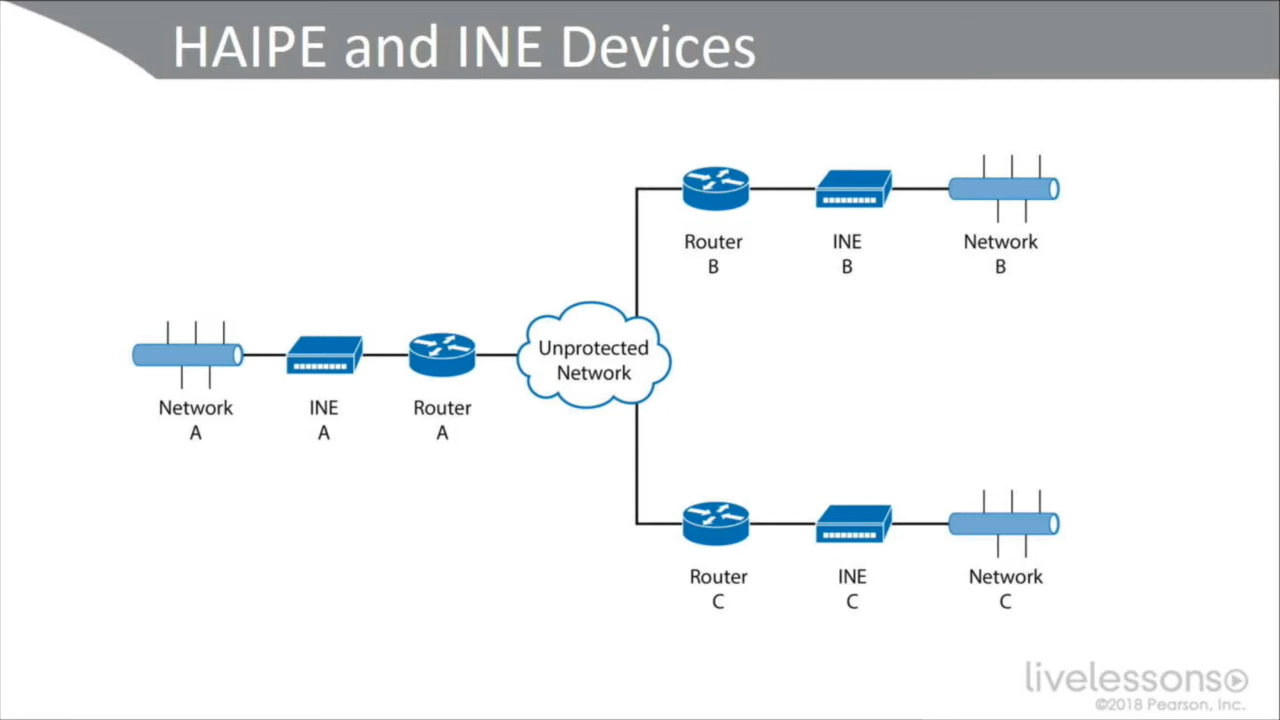 HAIPE and INE Devices
Router
B
INE
B
Network
B
Unprotected
Network
Network
A
INE
A
Router
A
Router
C
INE
C
Network
C
livelessons
©2018 Pearson, Inc.